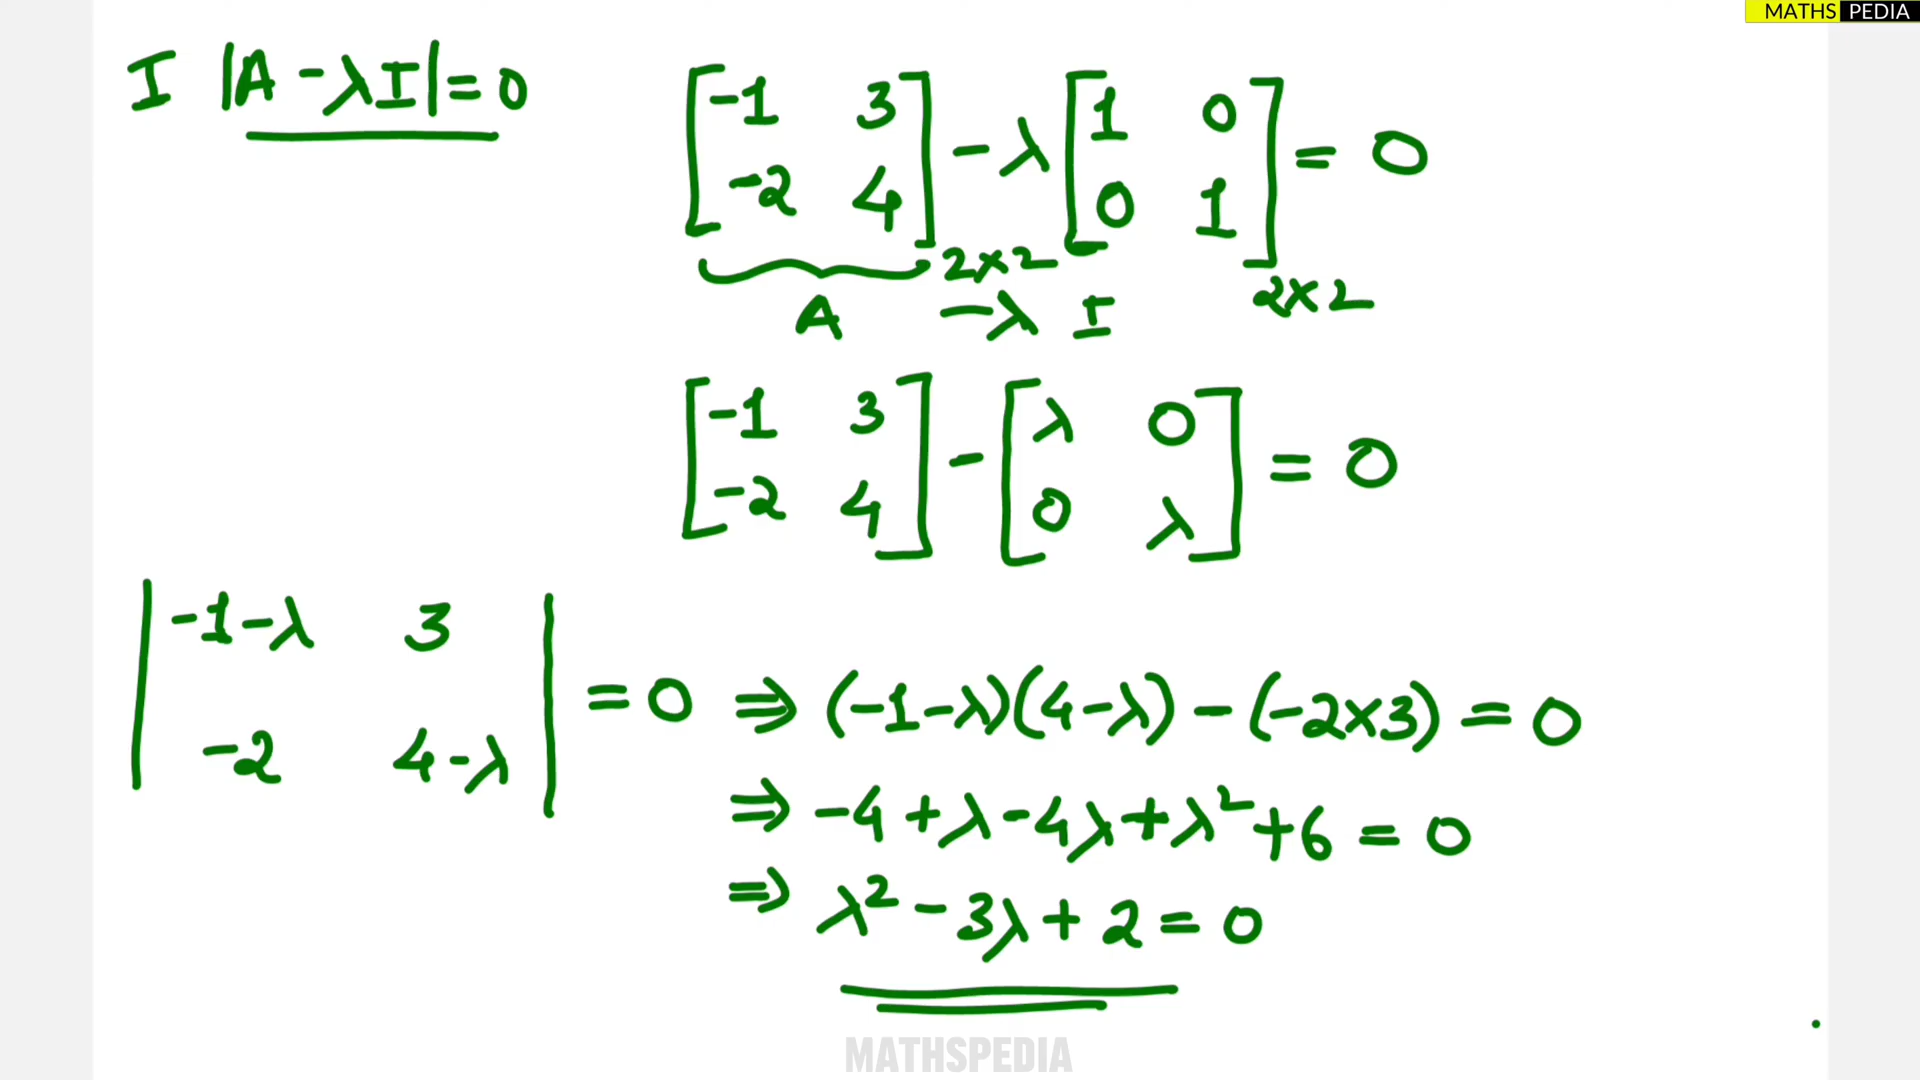 MATHS PEDIA
I |A - λI| = 0
[-1 3] - λ [1 0] = 0
[-2 4] [0 1]
2×2 2×2
A -λ I
[-1 3] - [λ 0] = 0
[-2 4] [0 λ]
|-1-λ 3|
|-2 4-λ| = 0 ⇒ (-1-λ)(4-λ) - (-2×3) = 0
⇒ -4 + λ - 4λ + λ² + 6 = 0
⇒ λ² - 3λ + 2 = 0
MATHSPEDIA